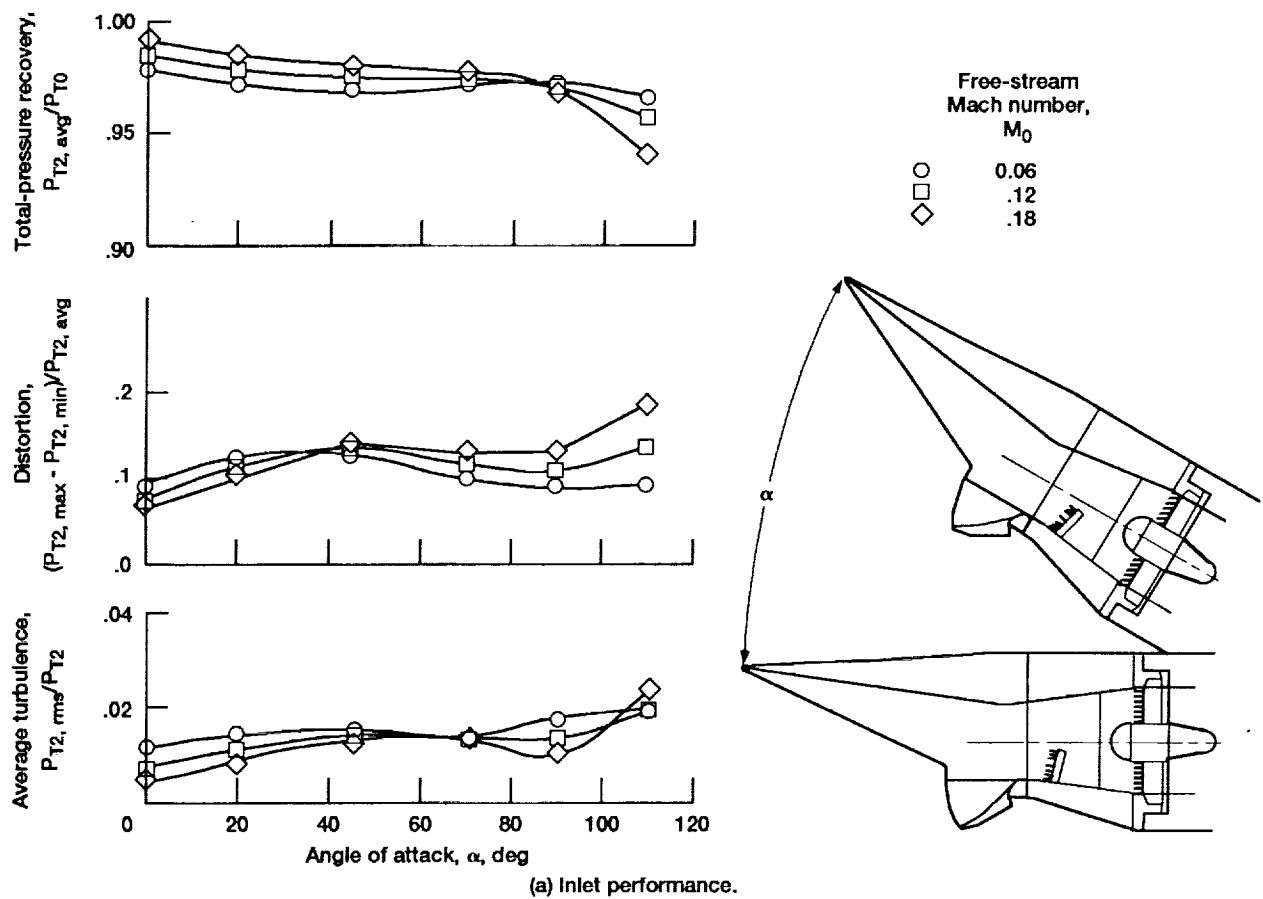 Total-pressure recovery,
P_T2, avg/P_T0
1.00
.95
.90
Free-stream
Mach number,
M_0
0.06
.12
.18
Distortion,
(P_T2, max - P_T2, min)/P_T2, avg
.2
.1
.0
α
Average turbulence,
P_T2, rms/P_T2
.04
.02
0 20 40 60 80 100 120
Angle of attack, α, deg
(a) Inlet performance.